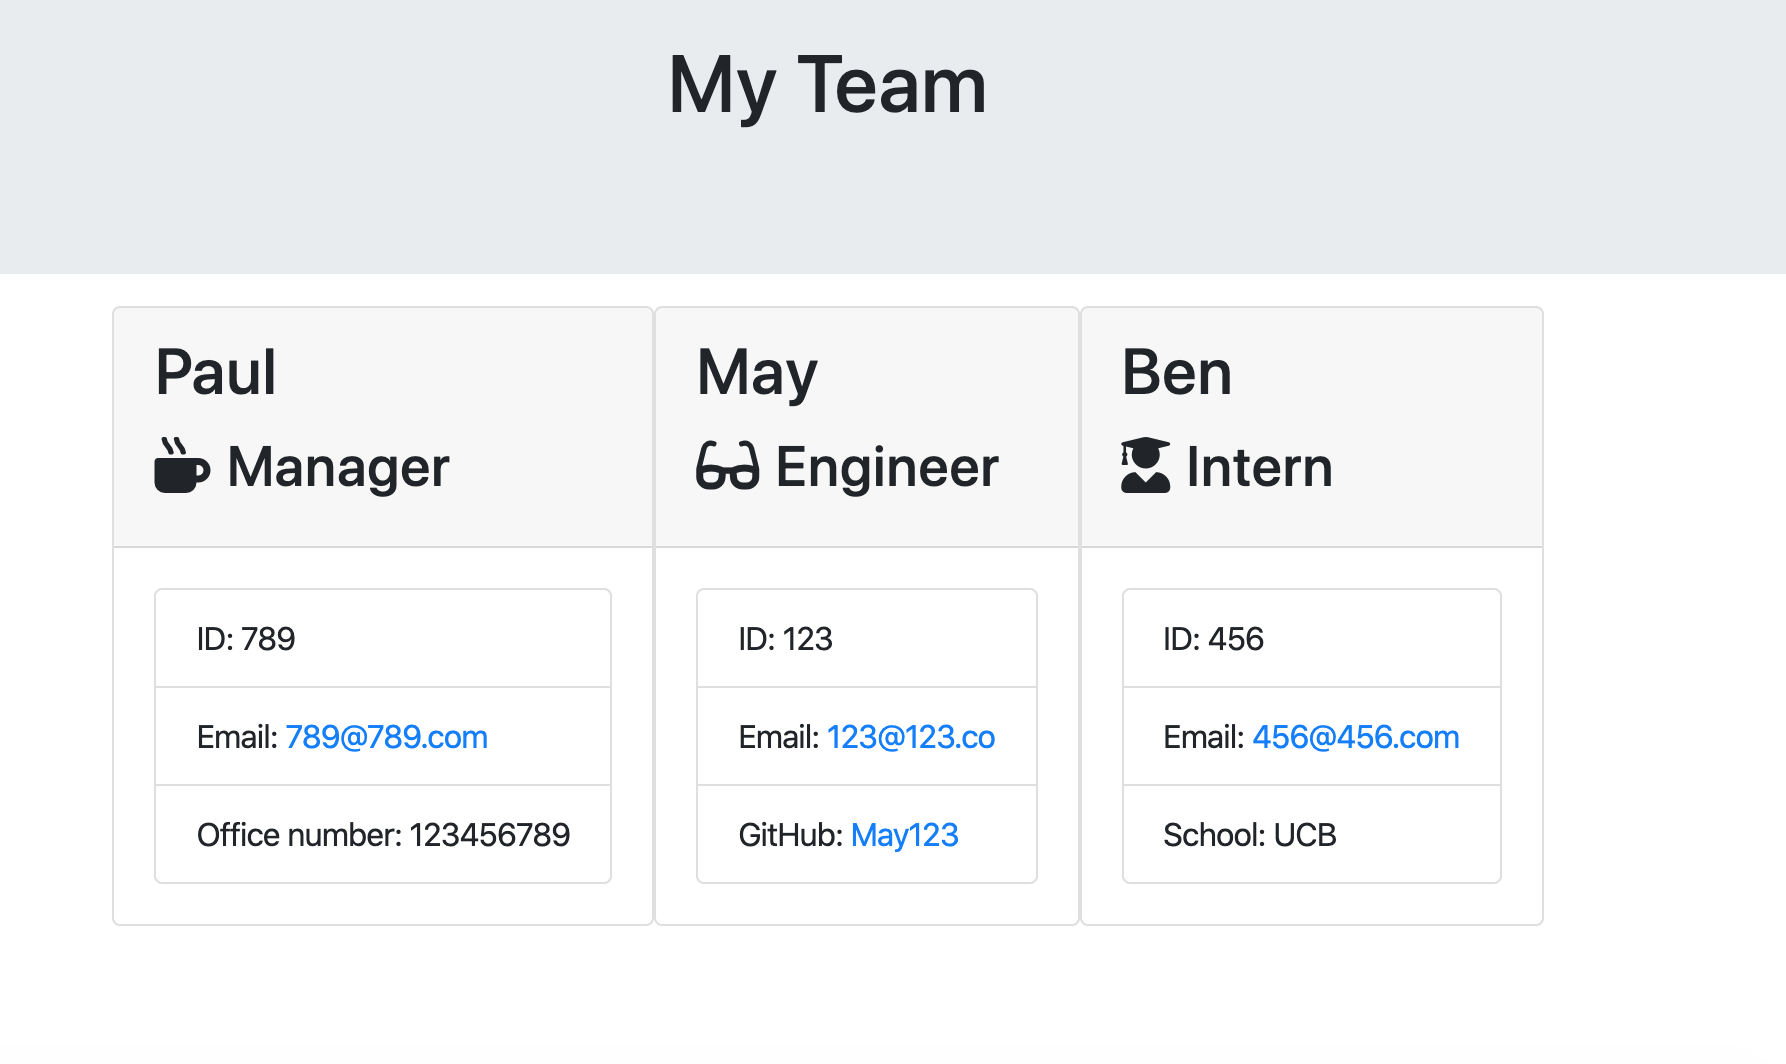 My Team
Paul
Manager
ID: 789
Email: 789@789.com
Office number: 123456789
May
Engineer
ID: 123
Email: 123@123.co
GitHub: May123
Ben
Intern
ID: 456
Email: 456@456.com
School: UCB